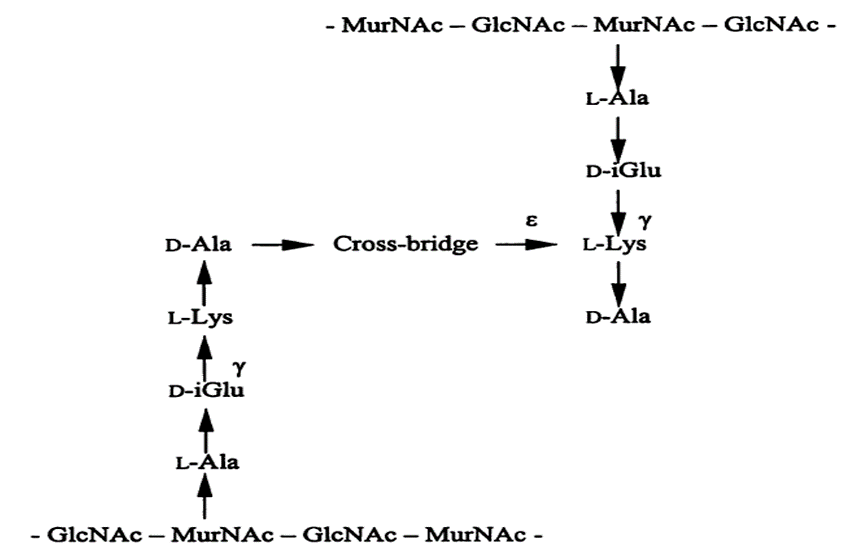 - MurNAc – GlcNAc – MurNAc – GlcNAc -
L-Ala
D-iGlu
ε γ
D-Ala Cross-bridge L-Lys
L-Lys D-Ala
γ
D-iGlu
L-Ala
- GlcNAc – MurNAc – GlcNAc – MurNAc -